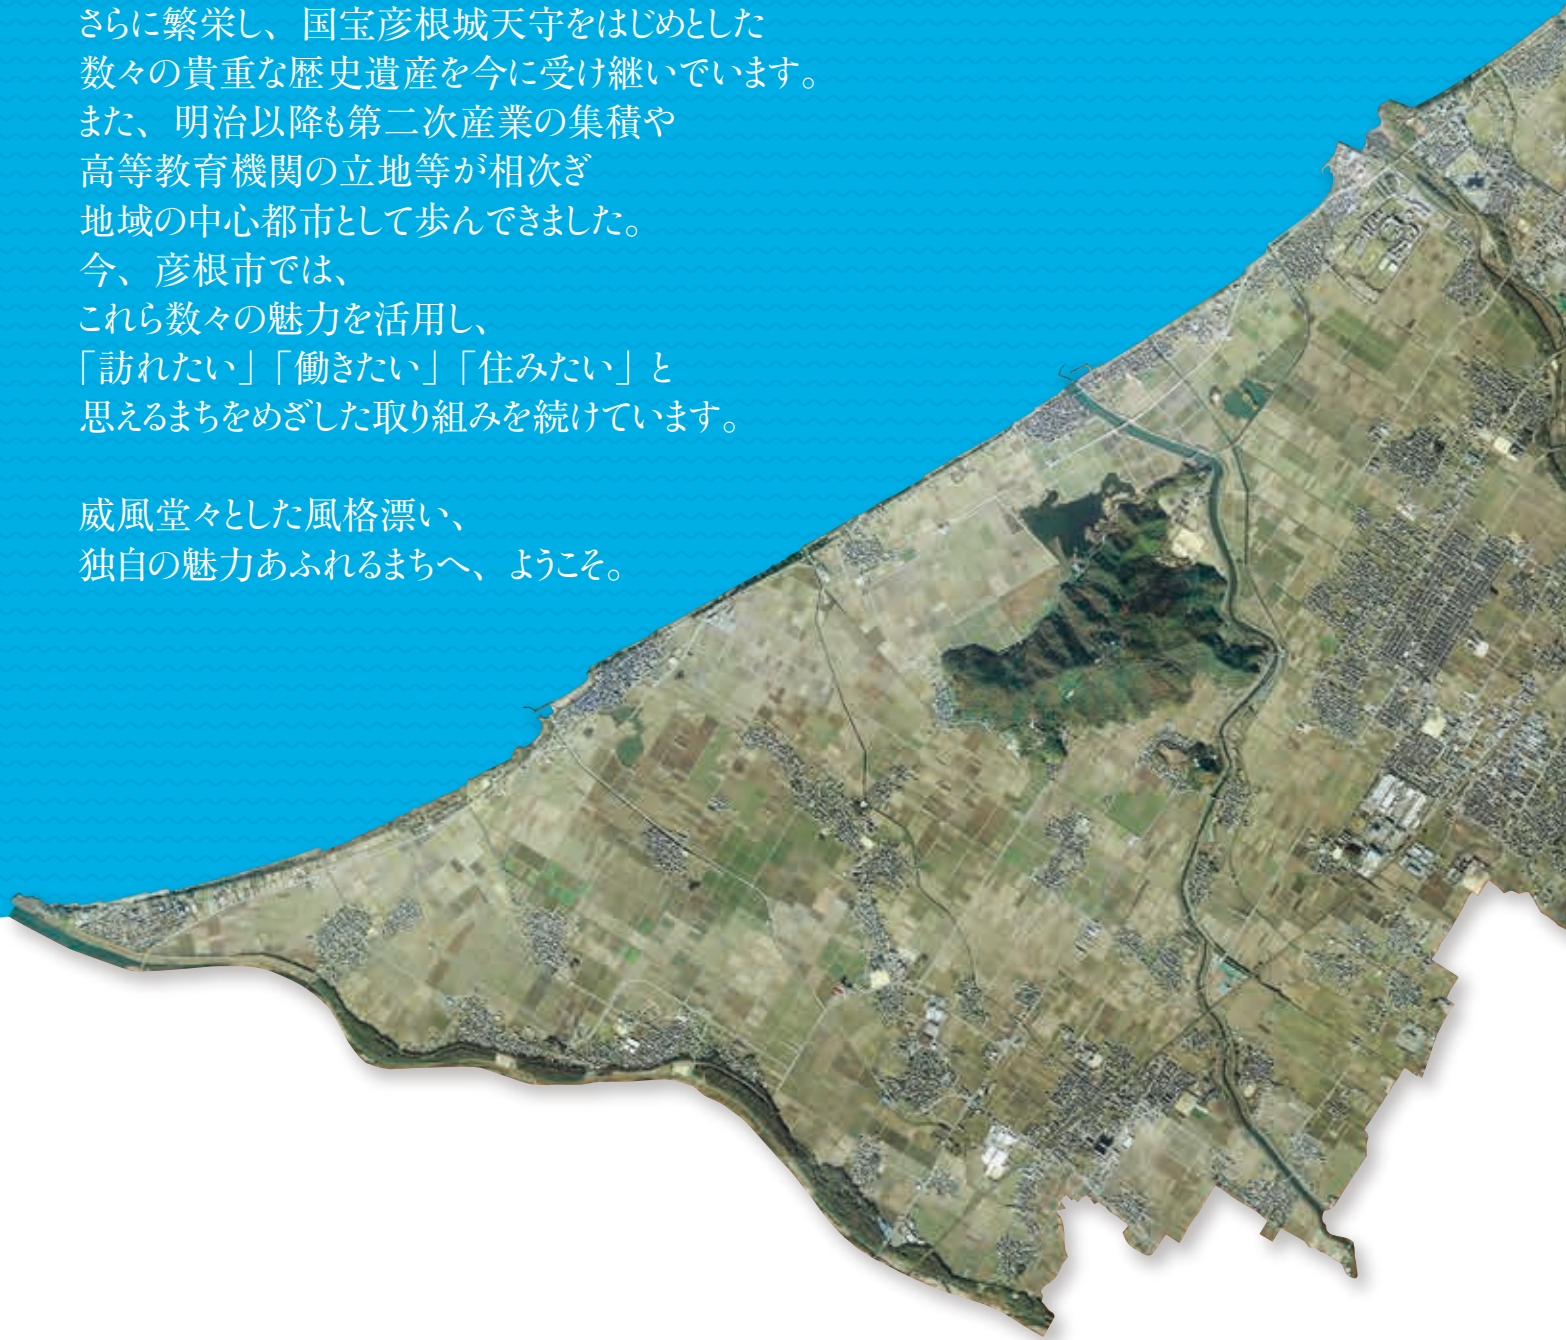 さらに繁栄し、国宝彦根城天守をはじめとした
数々の貴重な歴史遺産を今に受け継いでいます。
また、明治以降も第二次産業の集積や
高等教育機関の立地等が相次ぎ
地域の中心都市として歩んできました。
今、彦根市では、
これら数々の魅力を活用し、
「訪れたい」「働きたい」「住みたい」と
思えるまちをめざした取り組みを続けています。
威風堂々とした風格漂い、
独自の魅力あふれるまちへ、ようこそ。